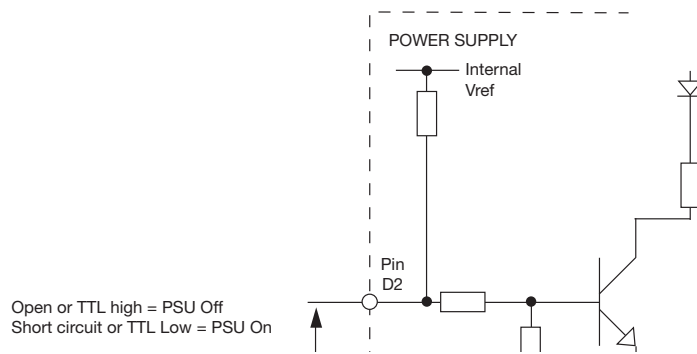 POWER SUPPLY
Internal
Vref
Pin
D2
Open or TTL high = PSU Off
Short circuit or TTL Low = PSU On